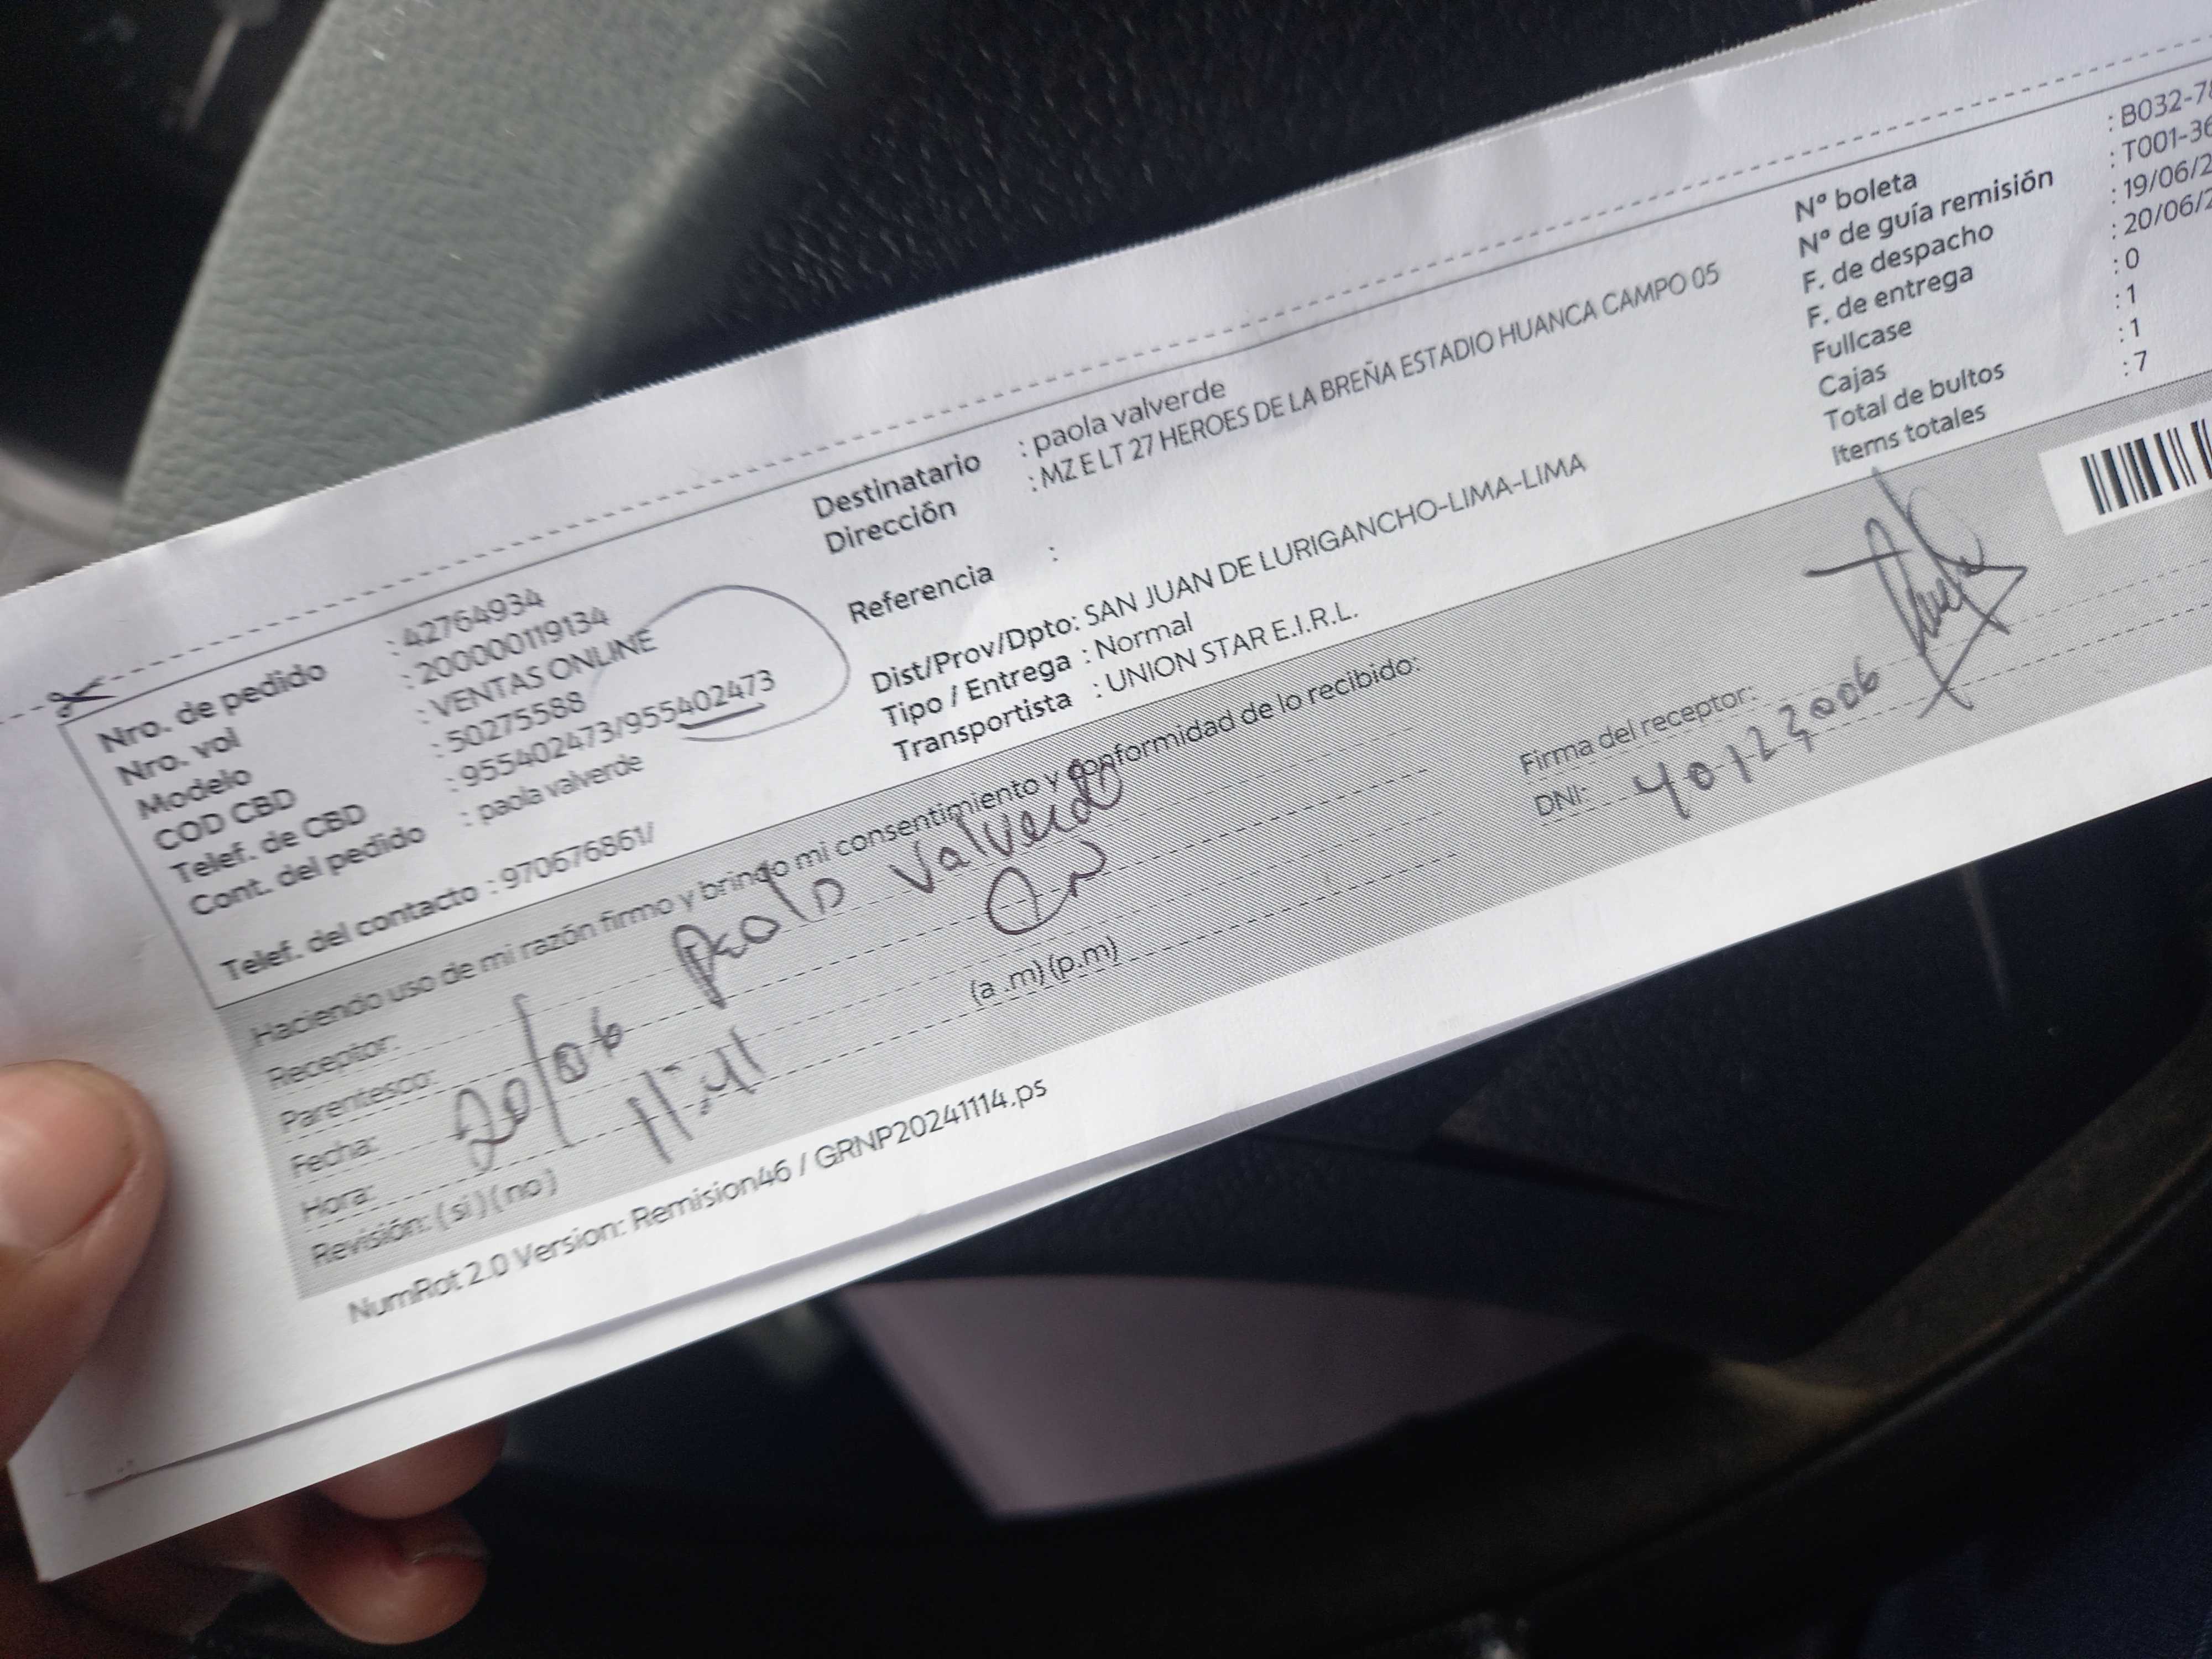 Nro. de pedido : 42764934
Nro. vol : 20000119134
Modelo : VENTAS ONLINE
COD CBD : 50275588
Telef. de CBD : 955402473/955402473
Cont. del pedido : paola valverde
Telef. del contacto : 970676861/
Destinatario : paola valverde
Dirección : MZ E LT 27 HEROES DE LA BREÑA ESTADIO HUANCA CAMPO 05
Referencia :
Dist/Prov/Dpto: SAN JUAN DE LURIGANCHO-LIMA-LIMA
Tipo / Entrega : Normal
Transportista : UNION STAR E.I.R.L.
Nº boleta : B032-7
Nº de guía remisión : T001-36
F. de despacho : 19/06/2
F. de entrega : 20/06/2
Fullcase : 0
Cajas : 1
Total de bultos : 1
Items totales : 7
Haciendo uso de mi razón firmo y brindo mi consentimiento y conformidad de lo recibido:
Receptor: paola valverde
Parentesco:
Fecha: 20/06
Hora: 11:41 (a .m) (p.m)
Revisión: ( si ) ( no )
Firma del receptor:
DNI:
NumRot 2.0 Version: Remision46 / GRNP20241114.ps